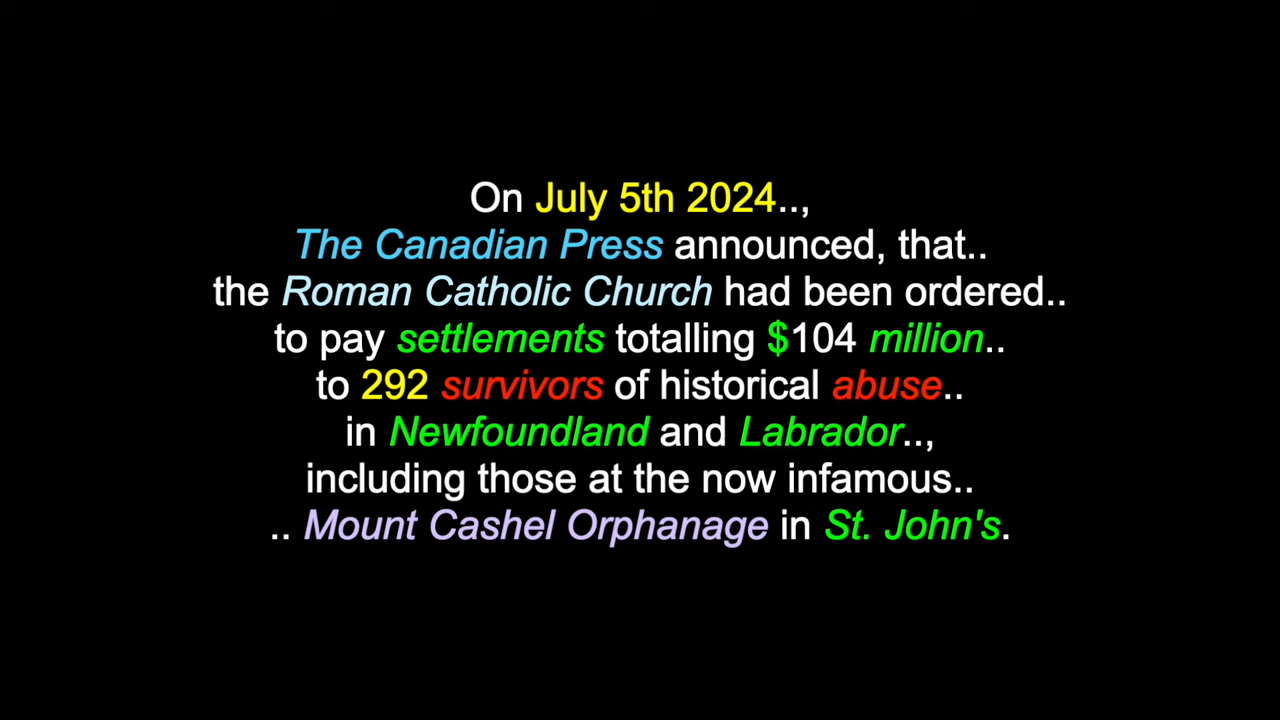 On July 5th 2024..,
The Canadian Press announced, that..
the Roman Catholic Church had been ordered..
to pay settlements totalling $104 million..
to 292 survivors of historical abuse..
in Newfoundland and Labrador..,
including those at the now infamous..
.. Mount Cashel Orphanage in St. John's.